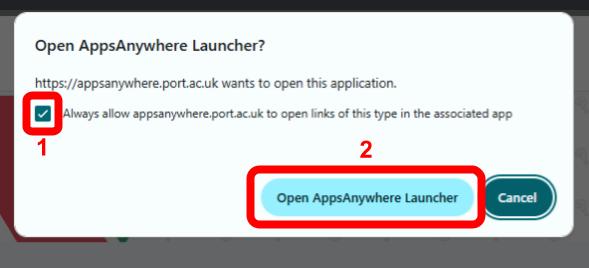 Open AppsAnywhere Launcher?
https://appsanywhere.port.ac.uk wants to open this application.
Always allow appsanywhere.port.ac.uk to open links of this type in the associated app
1
2
Open AppsAnywhere Launcher
Cancel